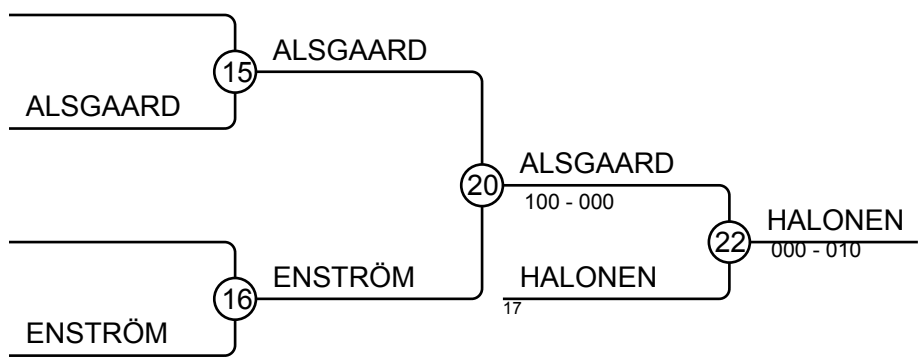 ALSGAARD
15
ALSGAARD
ALSGAARD
20
100 - 000
HALONEN
22
000 - 010
ENSTRÖM
HALONEN
16
17
ENSTRÖM